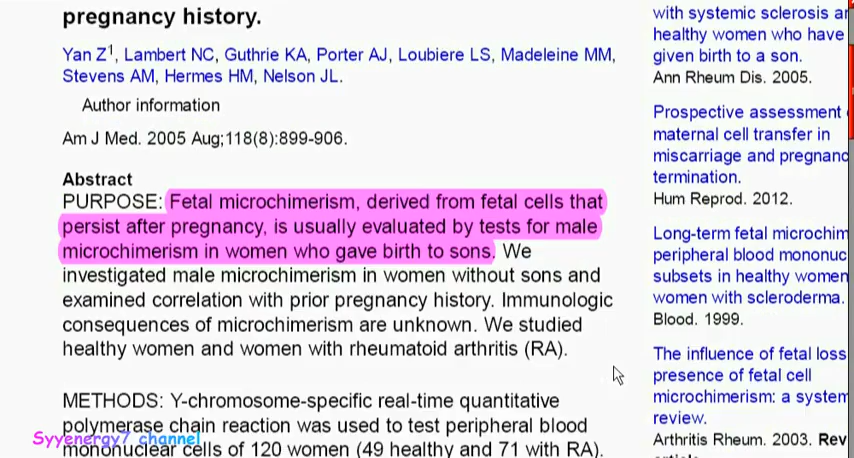 pregnancy history.
Yan Z1, Lambert NC, Guthrie KA, Porter AJ, Loubiere LS, Madeleine MM,
Stevens AM, Hermes HM, Nelson JL.
Author information
Am J Med. 2005 Aug;118(8):899-906.
Abstract
PURPOSE: Fetal microchimerism, derived from fetal cells that
persist after pregnancy, is usually evaluated by tests for male
microchimerism in women who gave birth to sons. We
investigated male microchimerism in women without sons and
examined correlation with prior pregnancy history. Immunologic
consequences of microchimerism are unknown. We studied
healthy women and women with rheumatoid arthritis (RA).
METHODS: Y-chromosome-specific real-time quantitative
polymerase chain reaction was used to test peripheral blood
mononuclear cells of 120 women (49 healthy and 71 with RA).
Syyenergy7 channel
with systemic sclerosis
healthy women who have
given birth to a son.
Ann Rheum Dis. 2005.
Prospective assessment
maternal cell transfer in
miscarriage and pregnanc
termination.
Hum Reprod. 2012.
Long-term fetal microchim
peripheral blood mononuc
subsets in healthy women
women with scleroderma.
Blood. 1999.
The influence of fetal loss
presence of fetal cell
microchimerism: a system
review.
Arthritis Rheum. 2003. Rev